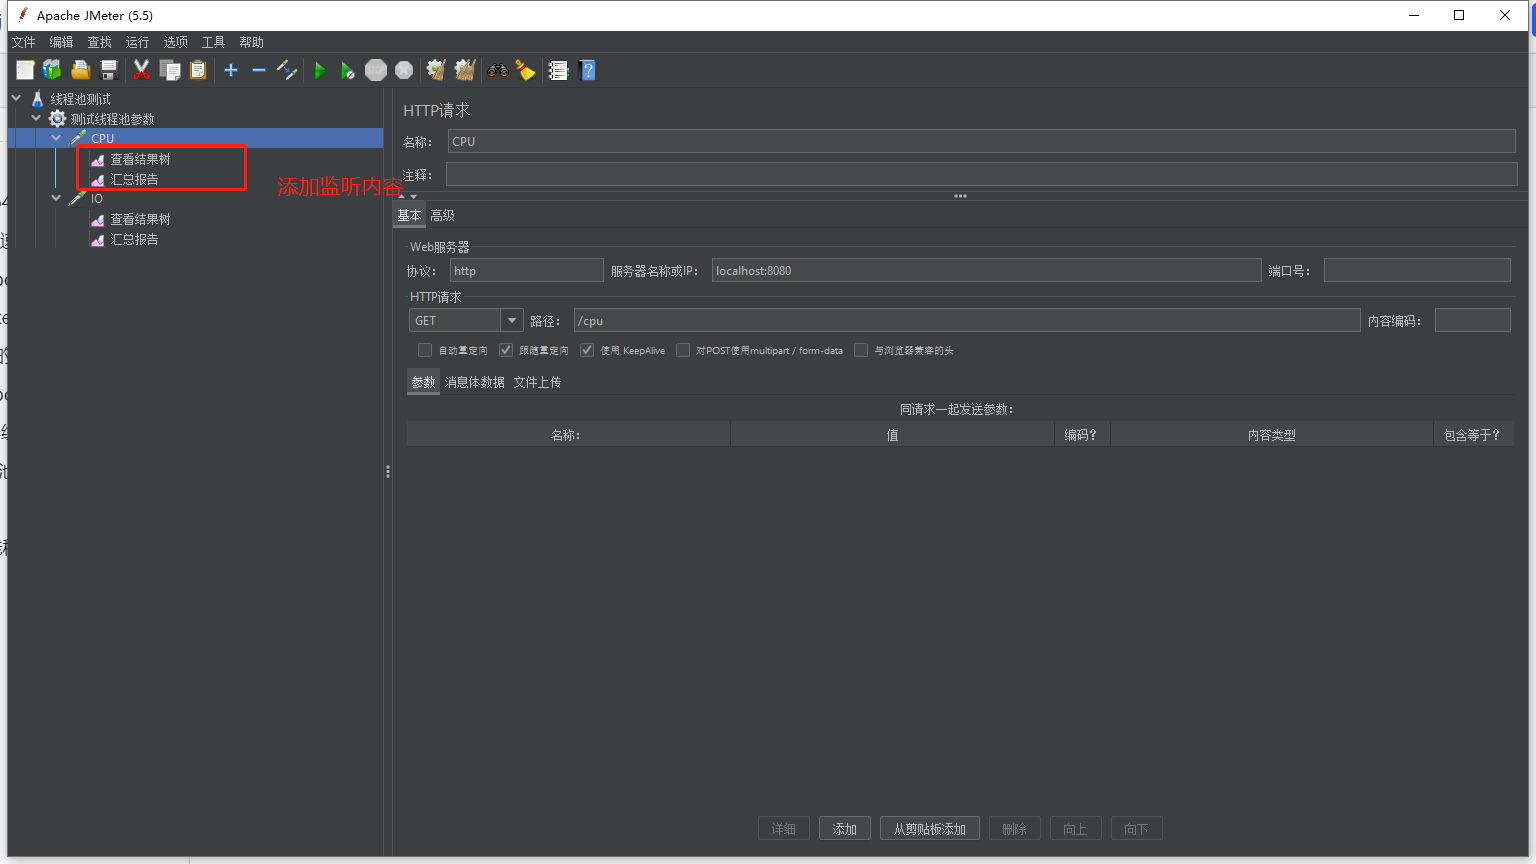 Apache JMeter (5.5)
文件 编辑 查找 运行 选项 工具 帮助
STOP
线程池测试
测试线程池参数
CPU
查看结果树
汇总报告
添加监听内容
IO
查看结果树
汇总报告
HTTP请求
名称： CPU
注释：
基本 高级
Web服务器
协议： http 服务器名称或IP： localhost:8080 端口号：
HTTP请求
GET 路径： /cpu 内容编码：
自动重定向 跟随重定向 使用 KeepAlive 对POST使用multipart / form-data 与浏览器兼容的头
参数 消息体数据 文件上传
同请求一起发送参数：
名称： 值 编码? 内容类型 包含等于?
详细 添加 从剪贴板添加 删除 向上 向下